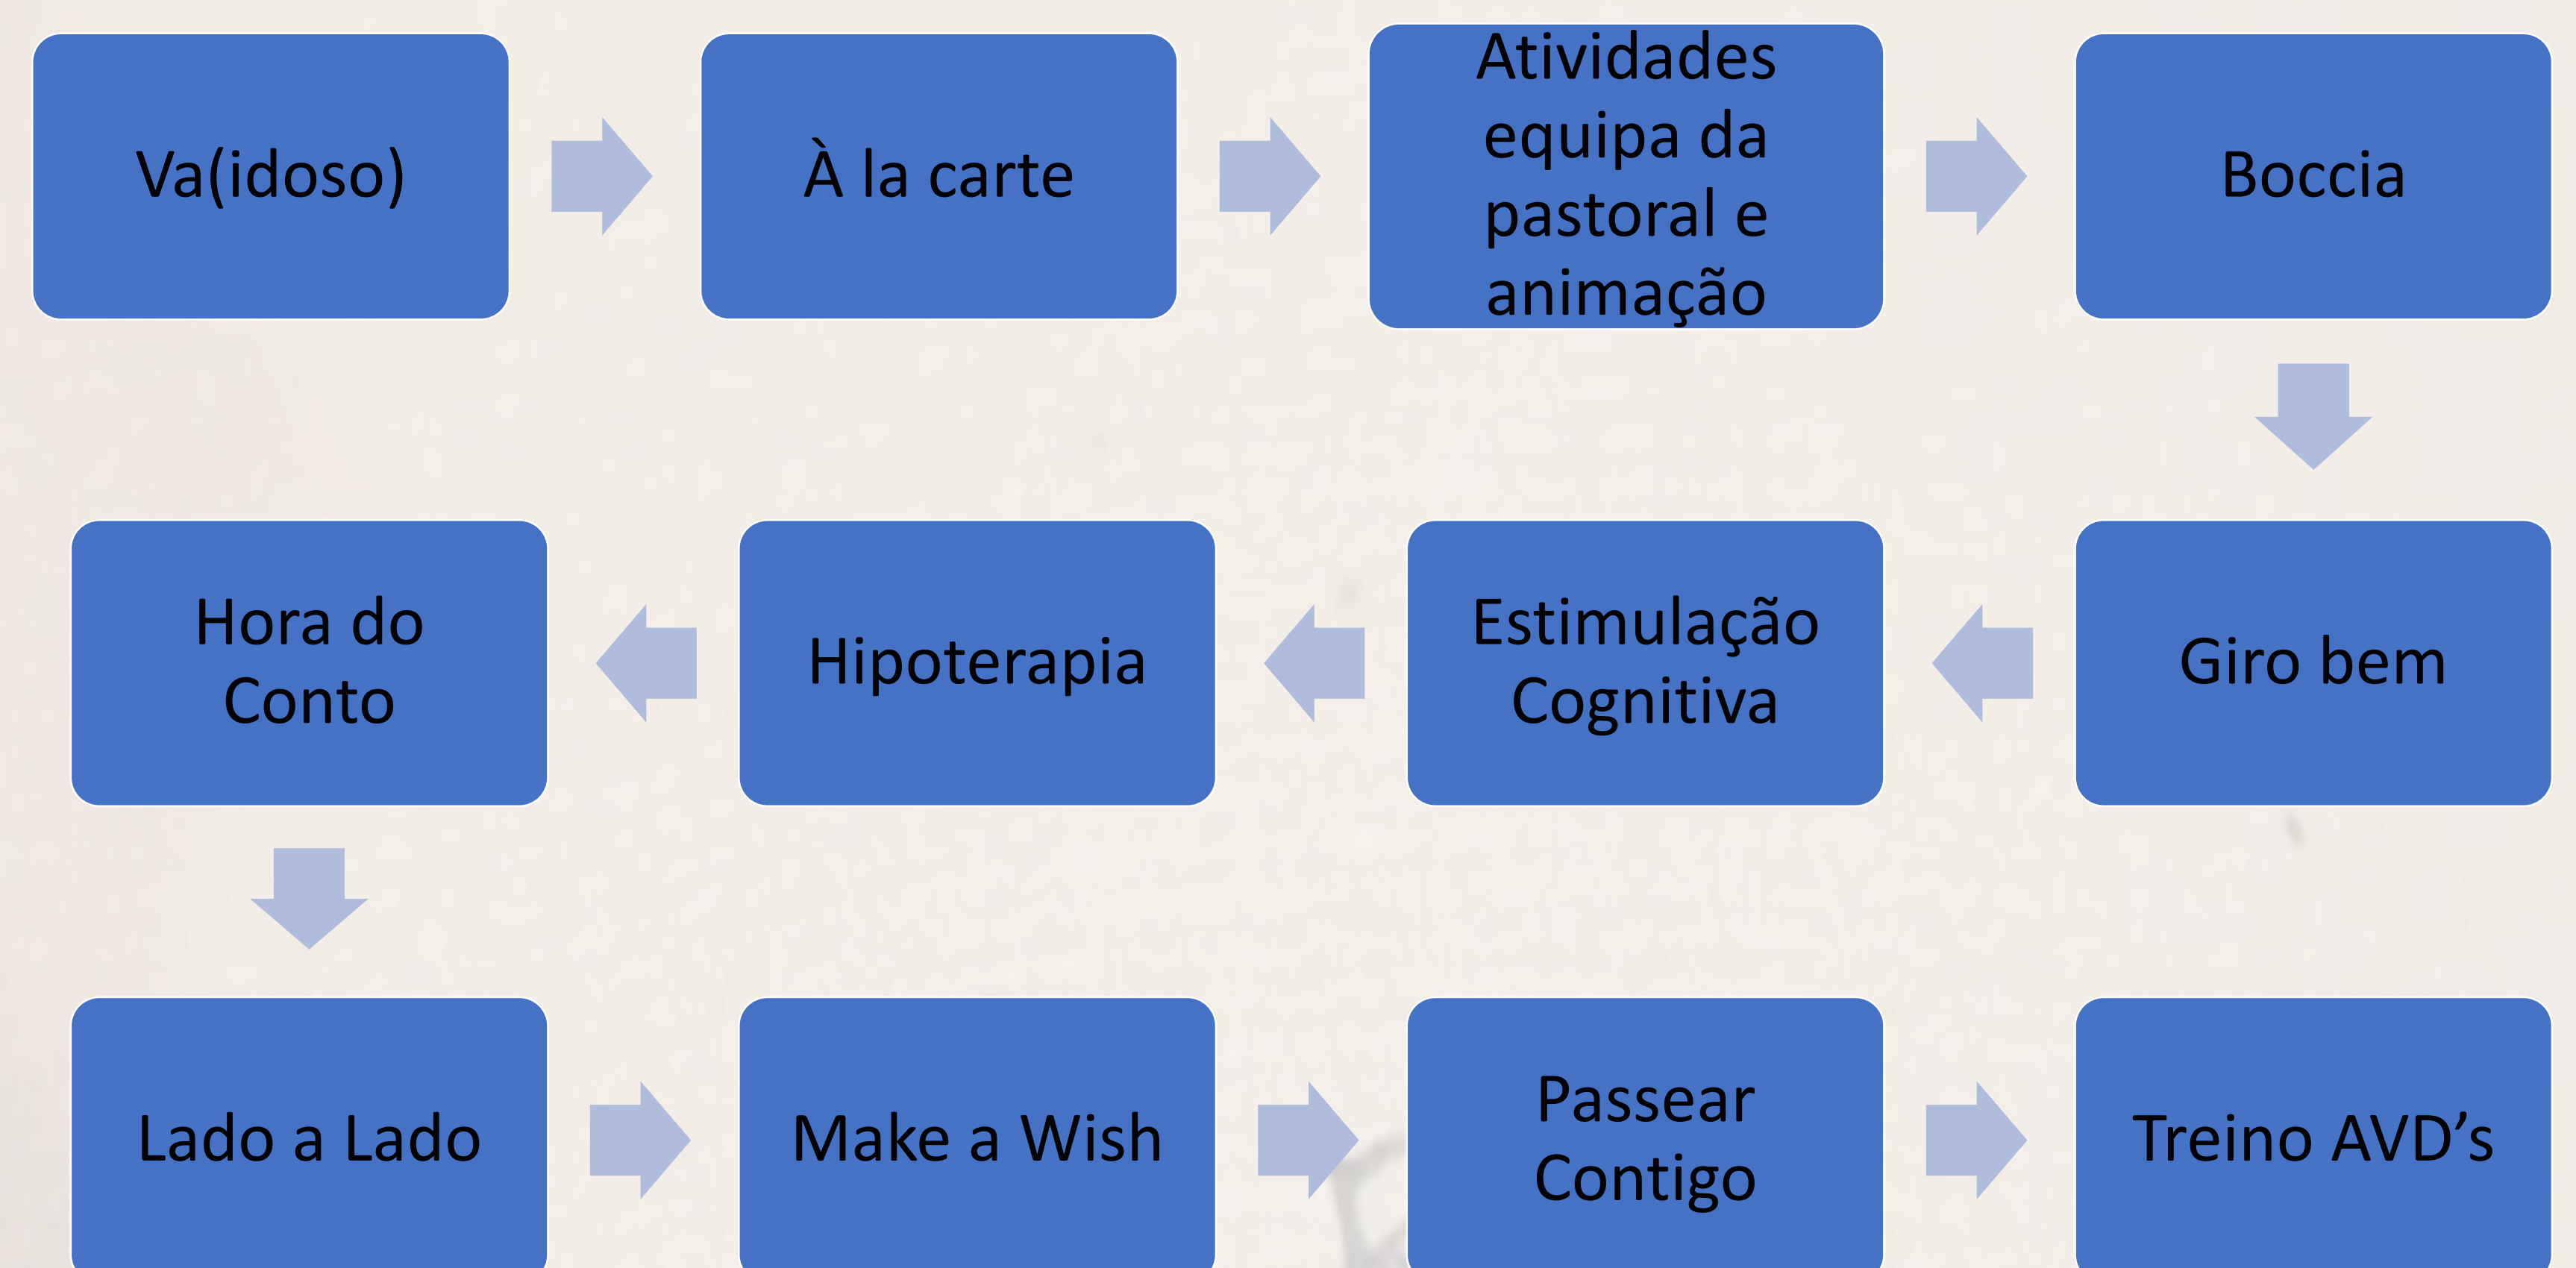 Va(idoso)
À la carte
Atividades
equipa da
pastoral e
animação
Boccia
Giro bem
Estimulação
Cognitiva
Hipoterapia
Hora do
Conto
Lado a Lado
Make a Wish
Passear
Contigo
Treino AVD’s